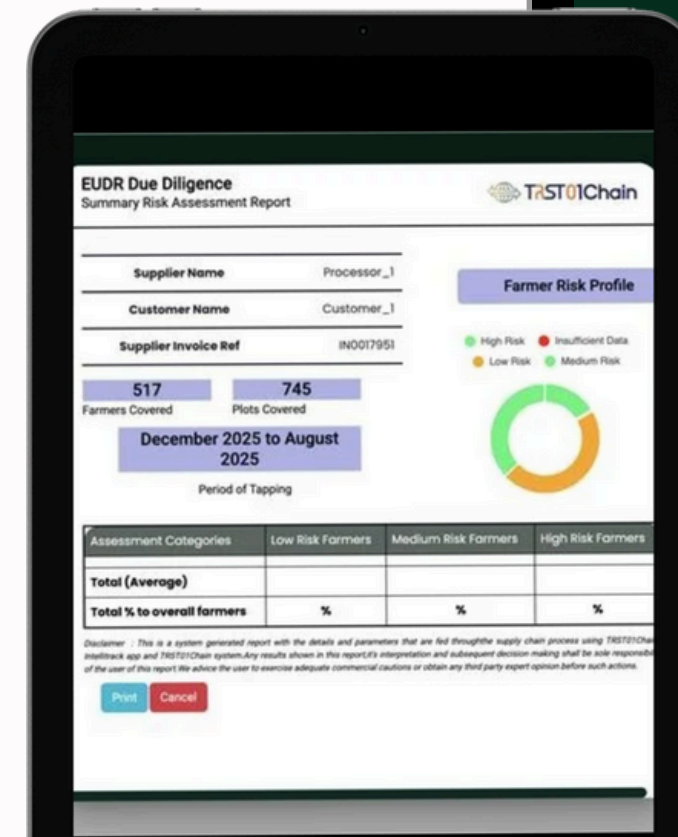 EUDR Due Diligence
Summary Risk Assessment Report
TRST01Chain
Supplier Name Processor_1
Customer Name Customer_1
Supplier Invoice Ref IN0017951
Farmer Risk Profile
High Risk Insufficient Data
Low Risk Medium Risk
517 745
Farmers Covered Plots Covered
December 2025 to August
2025
Period of Tapping
Assessment Categories Low Risk Farmers Medium Risk Farmers High Risk Farmers
Total (Average)
Total % to overall farmers % % %
Disclaimer : This is a system generated report with the details and parameters that are fed throughthe supply chain process using TRST01Chai
Intellitrack app and TRST01Chain system.Any results shown in this report,it's interpretation and subsequent decision making shall be sole responsibi
of the user of this report.We advice the user to exercise adequate commercial cautions or obtain any third party expert opinion before such actions.
Print Cancel